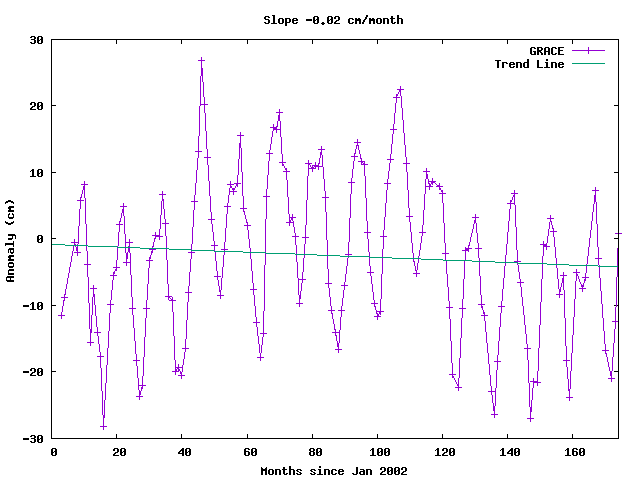 Slope -0.02 cm/month
30
20
10
0
-10
-20
-30
Anomaly (cm)
GRACE
Trend Line
0 20 40 60 80 100 120 140 160
Months since Jan 2002